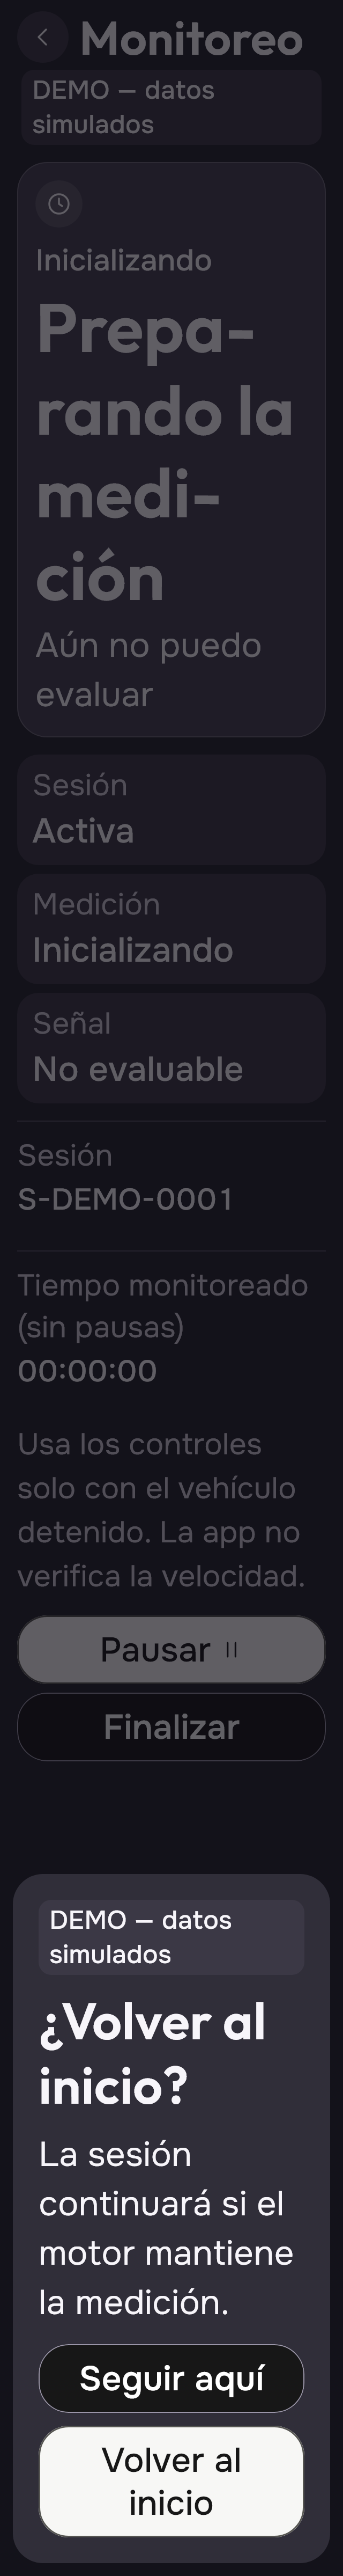 Monitoreo
DEMO — datos
simulados
Inicializando
Prepa-
rando la
medi-
ción
Aún no puedo
evaluar
Sesión
Activa
Medición
Inicializando
Señal
No evaluable
Sesión
S-DEMO-0001
Tiempo monitoreado
(sin pausas)
00:00:00
Usa los controles
solo con el vehículo
detenido. La app no
verifica la velocidad.
Pausar
Finalizar
DEMO — datos
simulados
¿Volver al
inicio?
La sesión
continuará si el
motor mantiene
la medición.
Seguir aquí
Volver al
inicio